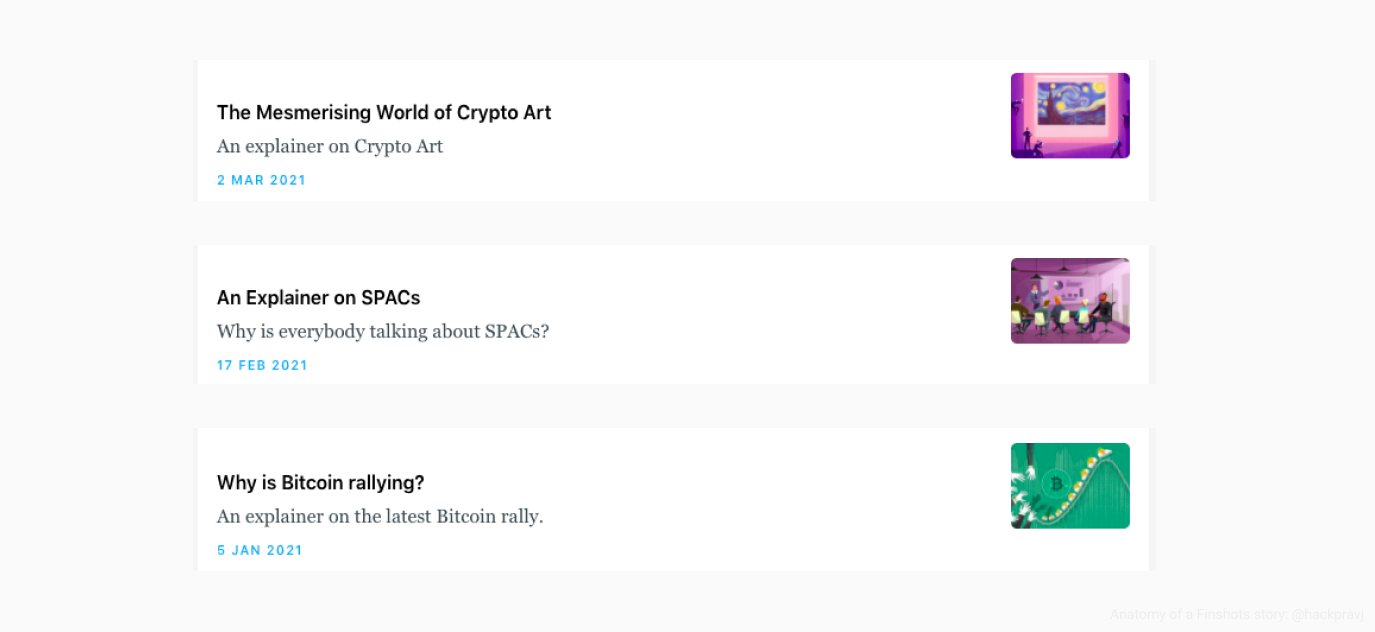 The Mesmerising World of Crypto Art
An explainer on Crypto Art
2 MAR 2021
An Explainer on SPACs
Why is everybody talking about SPACs?
17 FEB 2021
Why is Bitcoin rallying?
An explainer on the latest Bitcoin rally.
5 JAN 2021
Anatomy of a Finshots story: @hackpravj